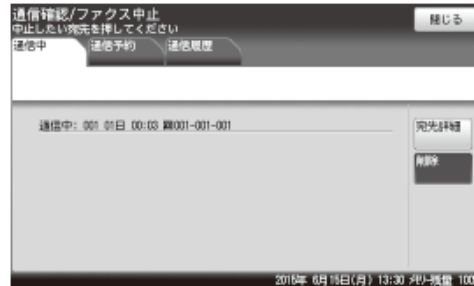 通信確認/ファクス中止
中止したい宛先を押してください
閉じる
通信中 通信予約 通信履歴
通信中: 001 01日 00:03 001-001-001
宛先詳細
削除
2015年 6月15日(月) 13:30 メモリー残量 100